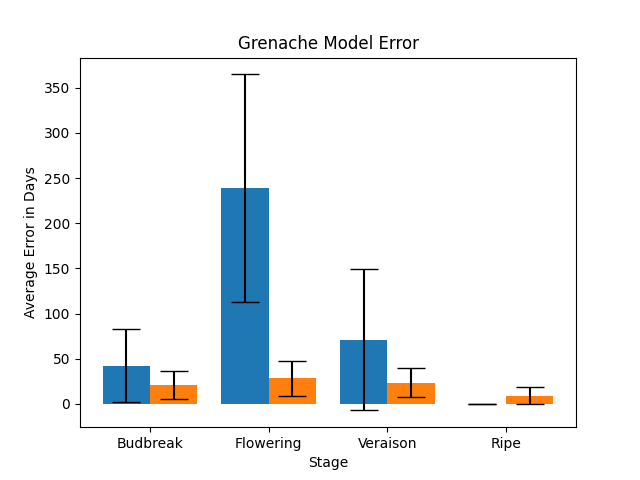 Grenache Model Error
350
300
250
200
150
100
50
0
Average Error in Days
Budbreak Flowering Veraison Ripe
Stage